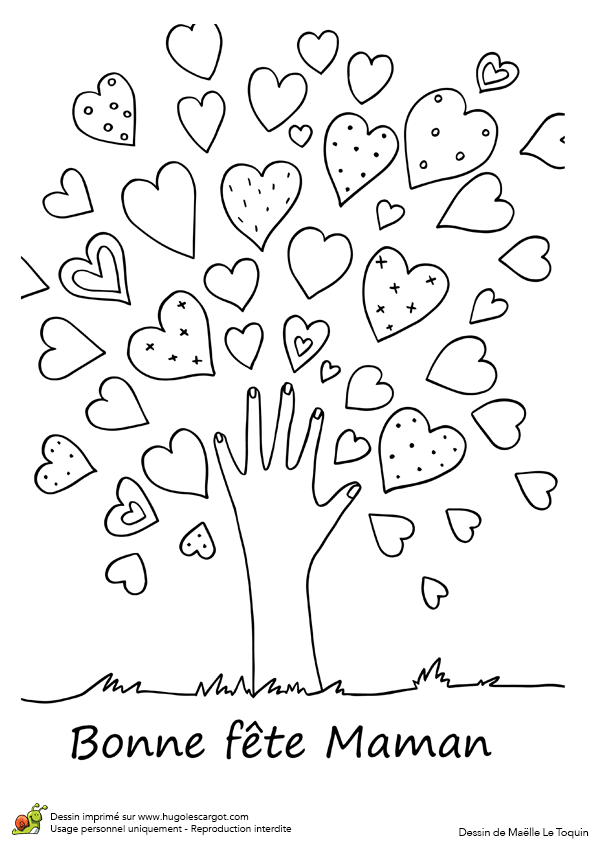 Bonne fête Maman
Dessin imprimé sur www.hugolescargot.com
Usage personnel uniquement - Reproduction interdite
Dessin de Maëlle Le Toquin